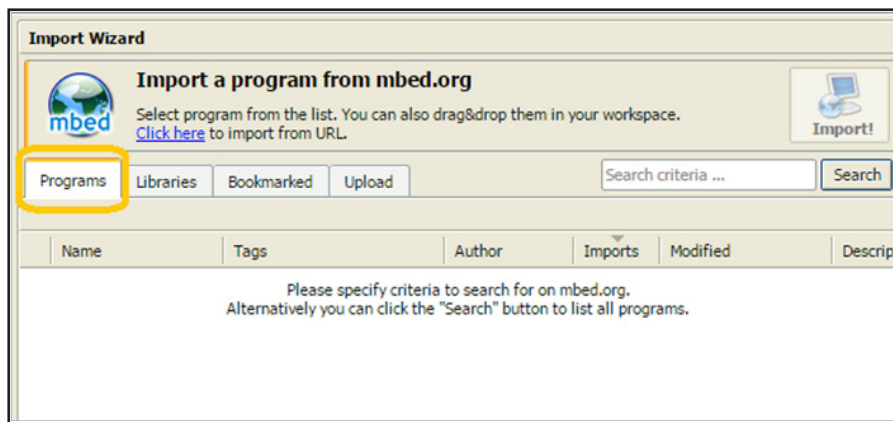 Import Wizard
Import a program from mbed.org
Select program from the list. You can also drag&drop them in your workspace.
Click here to import from URL.
mbed
Import!
Programs Libraries Bookmarked Upload Search criteria ... Search
Name Tags Author Imports Modified Descrip
Please specify criteria to search for on mbed.org.
Alternatively you can click the "Search" button to list all programs.